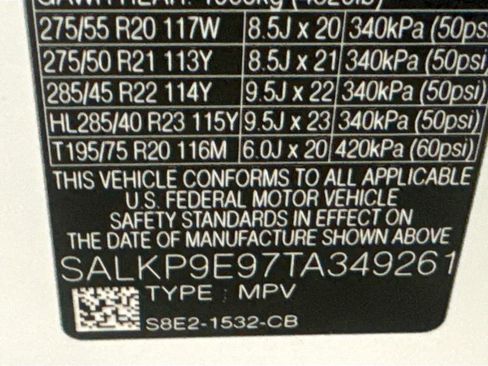 275/55 R20 117W 8.5J x 20 340kPa (50psi
275/50 R21 113Y 8.5J x 21 340kPa (50psi)
285/45 R22 114Y 9.5J x 22 340kPa (50psi)
HL285/40 R23 115Y 9.5J x 23 340kPa (50psi)
T195/75 R20 116M 6.0J x 20 420kPa (60psi)
THIS VEHICLE CONFORMS TO ALL APPLICABLE
U.S. FEDERAL MOTOR VEHICLE
SAFETY STANDARDS IN EFFECT ON
THE DATE OF MANUFACTURE SHOWN ABOVE
SALKP9E97TA349261
TYPE : MPV
S8E2-1532-CB